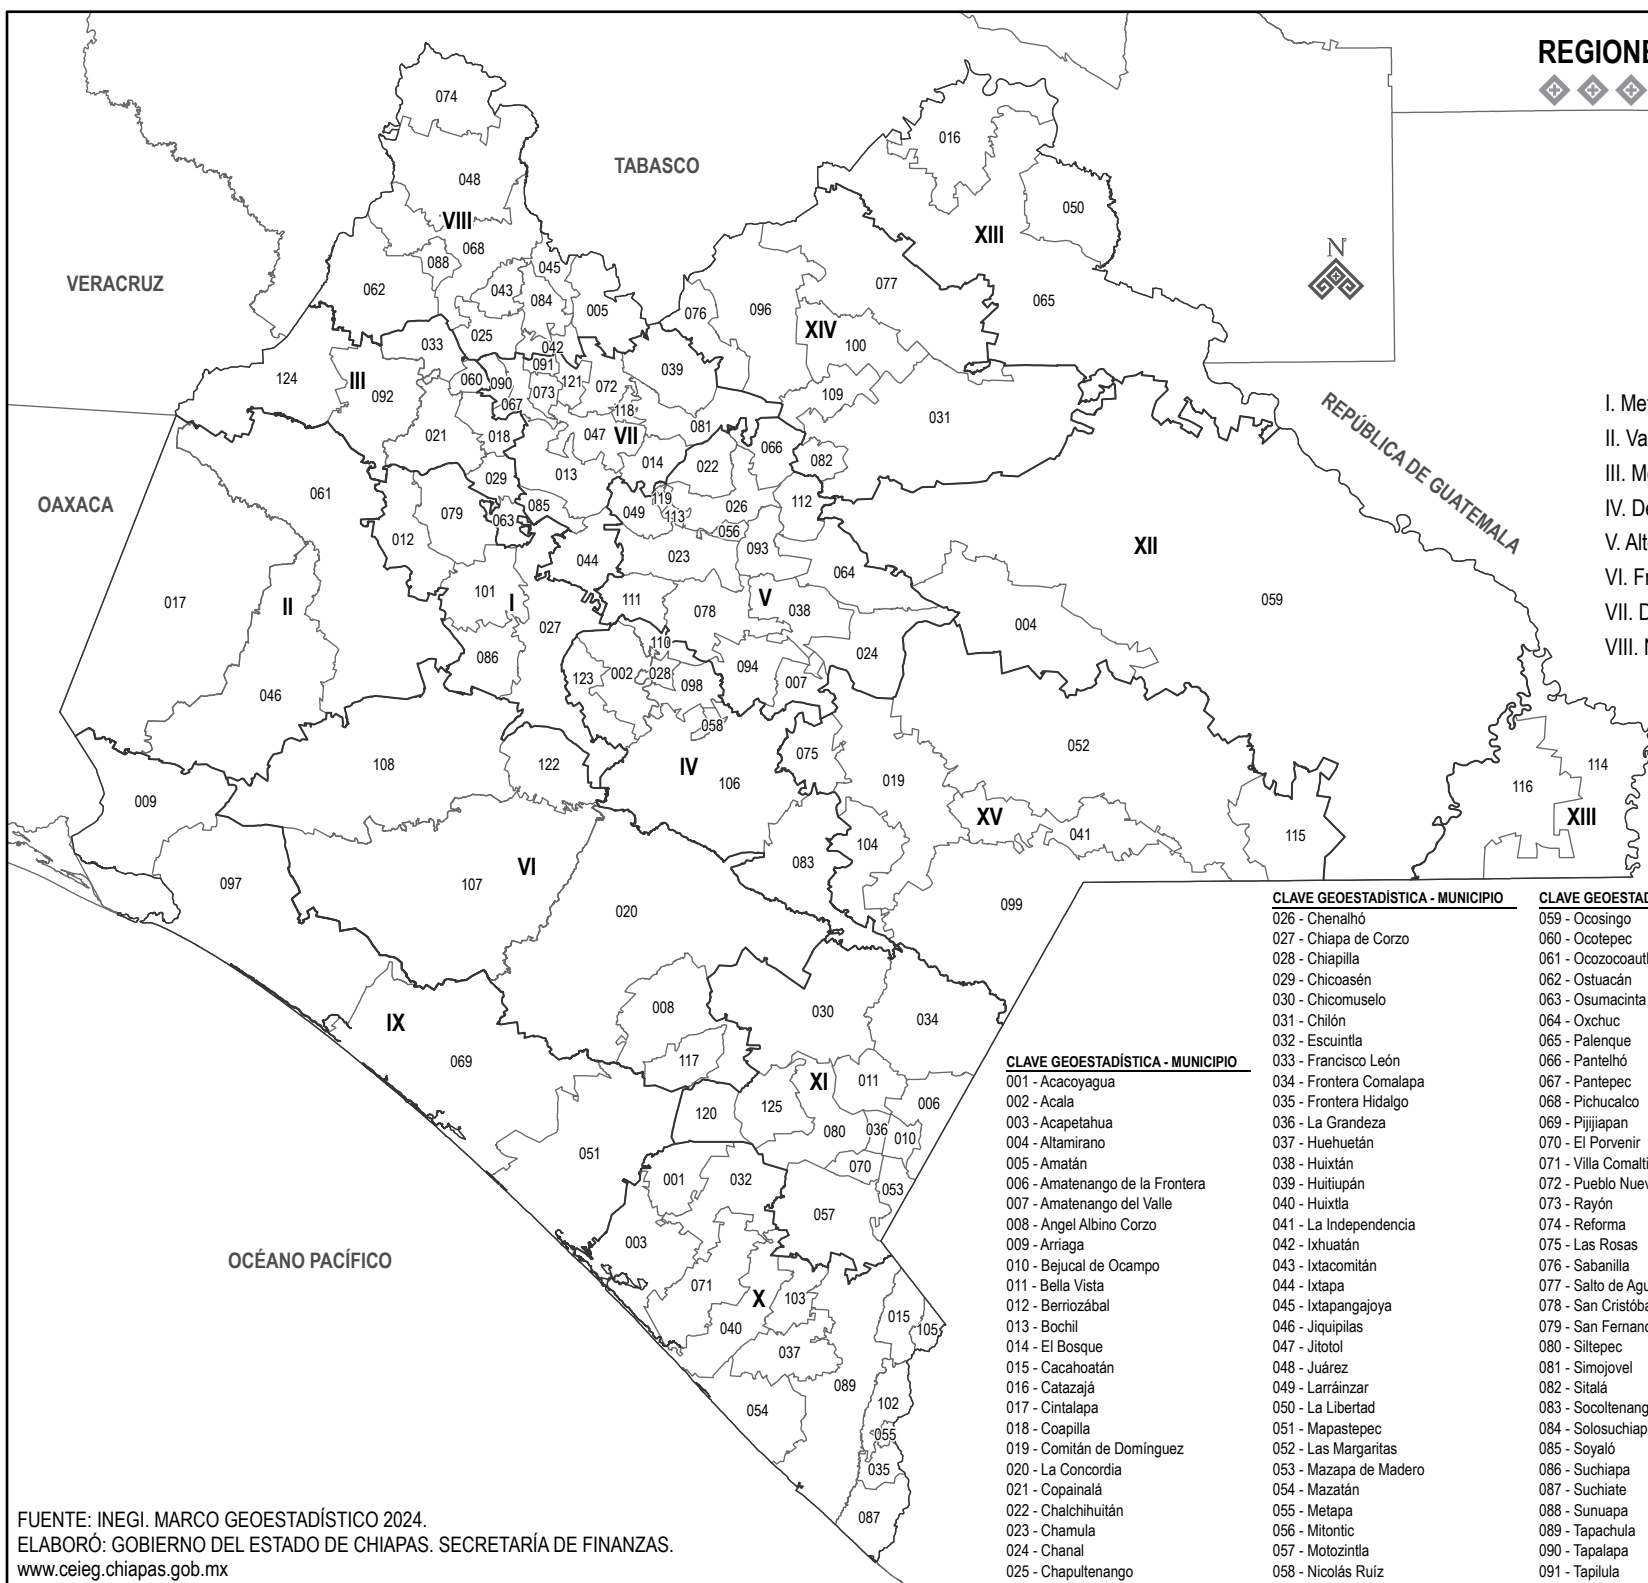 REGIONE
074
048
TABASCO
016
050
VIII
068
XIII
N
088
045
VERACRUZ
043
077
062
084
005
065
076
096
XIV
025
100
042
033
091
124
III
060
090
121
072
039
109
092
073
067
118
031
081
REPÚBLICA DE GUATEMALA
021
018
047
VII
066
014
022
082
013
029
061
OAXACA
119
085
026
112
079
049
063
113
012
056
XII
093
044
023
064
101
017
II
I
111
078
V
038
059
027
004
110
086
094
024
123
002
028
098
007
046
058
052
075
108
122
IV
019
114
106
116
009
XV
XIII
041
115
104
083
VI
097
107
099
020
008
030
IX
034
117
069
XI
011
125
006
120
080
036
010
051
070
053
001
032
057
003
OCÉANO PACÍFICO
071
X
103
015
105
040
037
089
102
054
055
035
087
I. Me
II. Va
III. M
IV. De
V. Alt
VI. Fr
VII. D
VIII. N
CLAVE GEOESTADÍSTICA - MUNICIPIO
001 - Acacoyagua
002 - Acala
003 - Acapetahua
004 - Altamirano
005 - Amatán
006 - Amatenango de la Frontera
007 - Amatenango del Valle
008 - Angel Albino Corzo
009 - Arriaga
010 - Bejucal de Ocampo
011 - Bella Vista
012 - Berriozábal
013 - Bochil
014 - El Bosque
015 - Cacahoatán
016 - Catazajá
017 - Cintalapa
018 - Coapilla
019 - Comitán de Domínguez
020 - La Concordia
021 - Copainalá
022 - Chalchihuitán
023 - Chamula
024 - Chanal
025 - Chapultenango
CLAVE GEOESTADÍSTICA - MUNICIPIO
026 - Chenalhó
027 - Chiapa de Corzo
028 - Chiapilla
029 - Chicoasén
030 - Chicomuselo
031 - Chilón
032 - Escuintla
033 - Francisco León
034 - Frontera Comalapa
035 - Frontera Hidalgo
036 - La Grandeza
037 - Huehuetán
038 - Huixtán
039 - Huitiupán
040 - Huixtla
041 - La Independencia
042 - Ixhuatán
043 - Ixtacomitán
044 - Ixtapa
045 - Ixtapangajoya
046 - Jiquipilas
047 - Jitotol
048 - Juárez
049 - Larráinzar
050 - La Libertad
051 - Mapastepec
052 - Las Margaritas
053 - Mazapa de Madero
054 - Mazatán
055 - Metapa
056 - Mitontic
057 - Motozintla
058 - Nicolás Ruíz
CLAVE GEOESTAD
059 - Ocosingo
060 - Ocotepec
061 - Ocozocoautl
062 - Ostuacán
063 - Osumacinta
064 - Oxchuc
065 - Palenque
066 - Pantelhó
067 - Pantepec
068 - Pichucalco
069 - Pijijiapan
070 - El Porvenir
071 - Villa Comalti
072 - Pueblo Nuev
073 - Rayón
074 - Reforma
075 - Las Rosas
076 - Sabanilla
077 - Salto de Agu
078 - San Cristóba
079 - San Fernand
080 - Siltepec
081 - Simojovel
082 - Sitalá
083 - Socoltenang
084 - Solosuchiap
085 - Soyaló
086 - Suchiapa
087 - Suchiate
088 - Sunuapa
089 - Tapachula
090 - Tapalapa
091 - Tapilula
FUENTE: INEGI. MARCO GEOESTADÍSTICO 2024.
ELABORÓ: GOBIERNO DEL ESTADO DE CHIAPAS. SECRETARÍA DE FINANZAS.
www.ceieg.chiapas.gob.mx